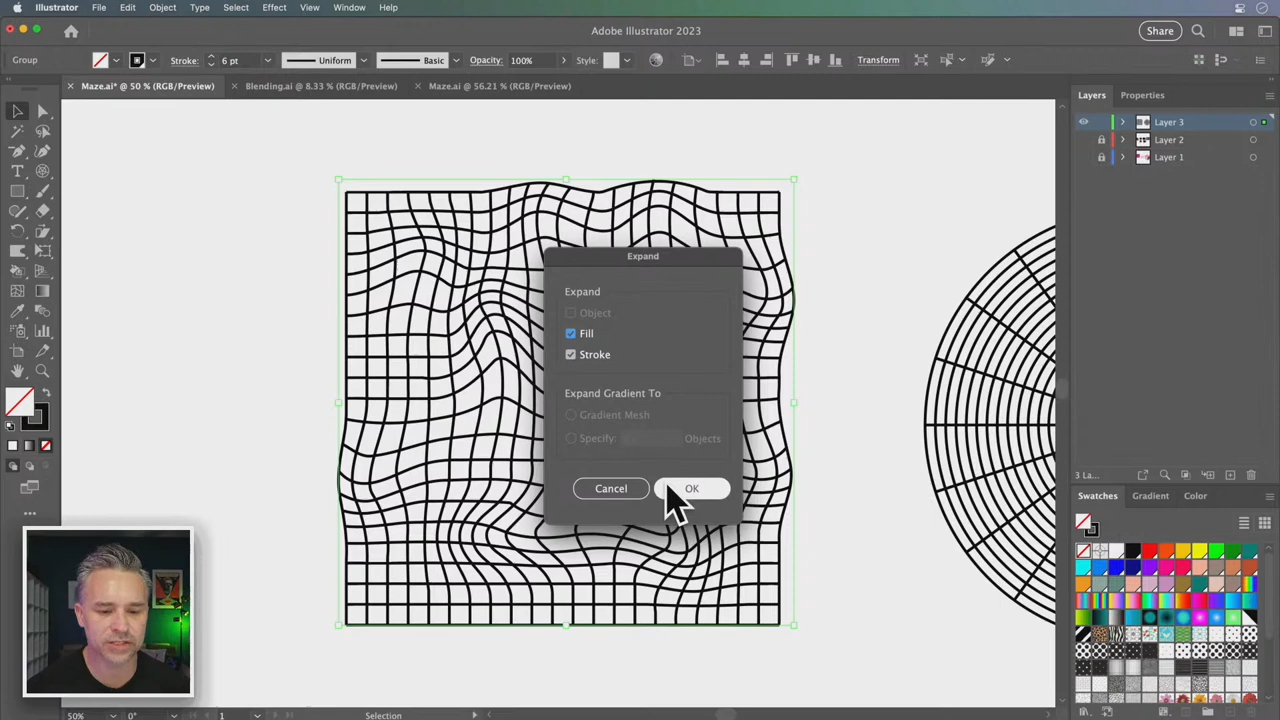 Illustrator File Edit Object Type Select Effect View Window Help
Adobe Illustrator 2023
Share
Group
Stroke: 6 pt
Uniform
Basic
Opacity: 100%
Style:
Transform
× Maze.ai* @ 50 % (RGB/Preview)
× Blending.ai @ 8.33 % (RGB/Preview)
× Maze.ai @ 56.21 % (RGB/Preview)
Layers
Properties
Layer 3
Layer 2
Layer 1
Expand
Expand
Object
Fill
Stroke
Expand Gradient To
Gradient Mesh
Specify:
Objects
Cancel
OK
3 La...
Swatches
Gradient
Color
50%
0°
1
Selection